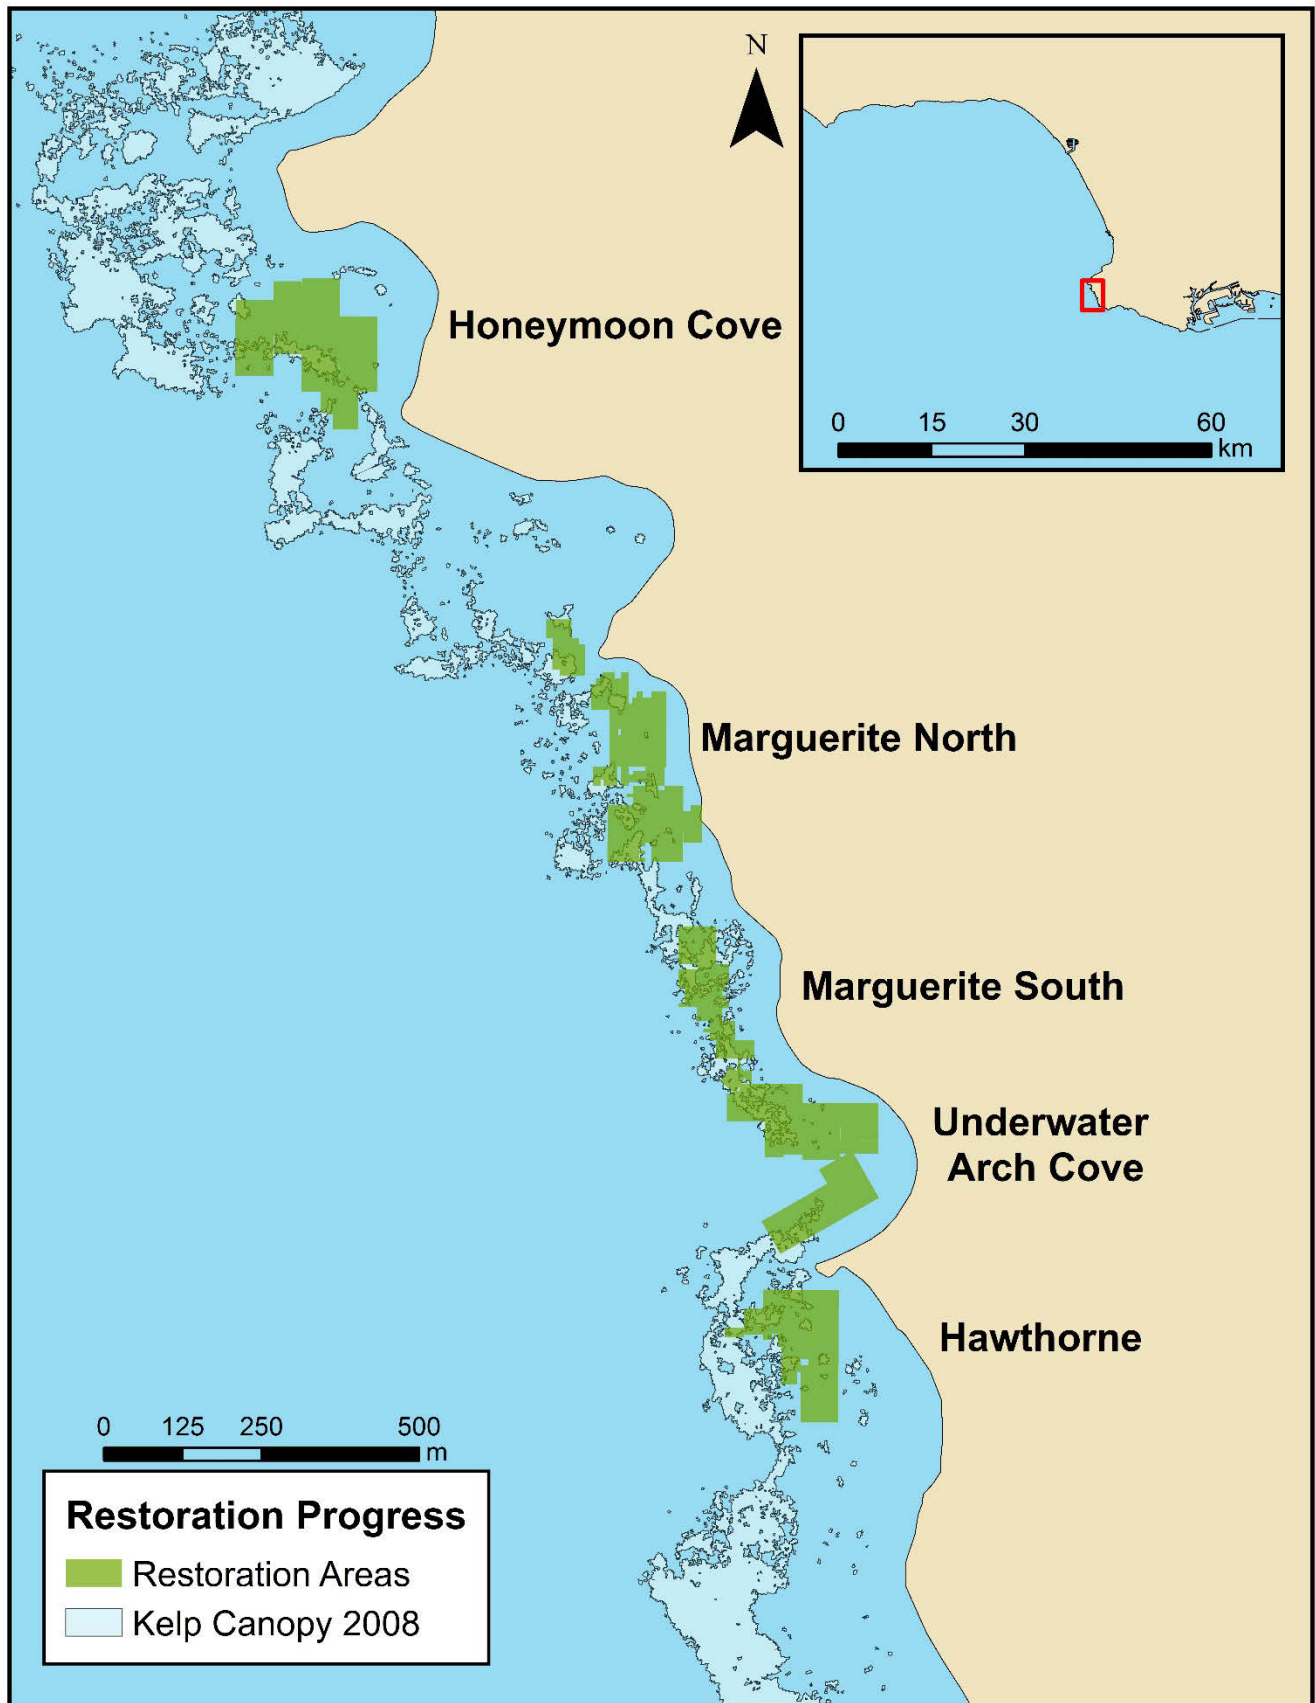 N
0 15 30 60
km
Honeymoon Cove
Marguerite North
Marguerite South
Underwater
Arch Cove
Hawthorne
0 125 250 500
m
Restoration Progress
Restoration Areas
Kelp Canopy 2008